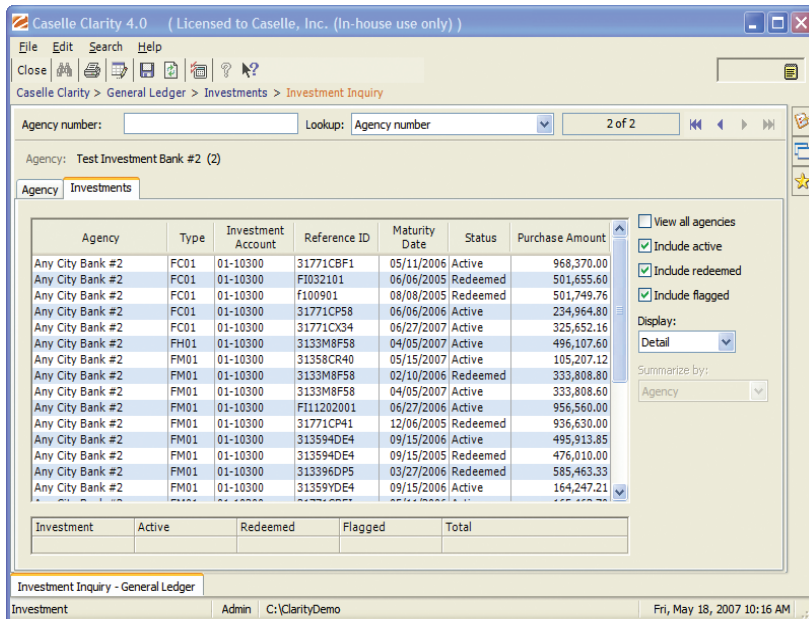 Caselle Clarity 4.0 ( Licensed to Caselle, Inc. (In-house use only) )
File Edit Search Help
Close
Caselle Clarity > General Ledger > Investments > Investment Inquiry
Agency number: Lookup: Agency number 2 of 2
Agency: Test Investment Bank #2 (2)
Agency Investments
Agency Type Investment Account Reference ID Maturity Date Status Purchase Amount
Any City Bank #2 FC01 01-10300 31771CBF1 05/11/2006 Active 968,370.00
Any City Bank #2 FC01 01-10300 FI032101 06/06/2005 Redeemed 501,655.60
Any City Bank #2 FC01 01-10300 f100901 08/08/2005 Redeemed 501,749.76
Any City Bank #2 FC01 01-10300 31771CP58 06/06/2006 Active 234,964.80
Any City Bank #2 FC01 01-10300 31771CX34 06/27/2007 Active 325,652.16
Any City Bank #2 FH01 01-10300 3133M8F58 04/05/2007 Active 496,107.60
Any City Bank #2 FM01 01-10300 31358CR40 05/15/2007 Active 105,207.12
Any City Bank #2 FM01 01-10300 3133M8F58 02/10/2006 Redeemed 333,808.80
Any City Bank #2 FM01 01-10300 3133M8F58 04/05/2007 Active 333,808.60
Any City Bank #2 FM01 01-10300 FI11202001 06/27/2006 Active 956,560.00
Any City Bank #2 FM01 01-10300 31771CP41 12/06/2005 Redeemed 936,630.00
Any City Bank #2 FM01 01-10300 313594DE4 09/15/2006 Active 495,913.85
Any City Bank #2 FM01 01-10300 313594DE4 09/15/2005 Redeemed 476,010.00
Any City Bank #2 FM01 01-10300 313396DP5 03/27/2006 Redeemed 585,463.33
Any City Bank #2 FM01 01-10300 31359YDE4 09/15/2006 Active 164,247.21
View all agencies
Include active
Include redeemed
Include flagged
Display:
Detail
Summarize by:
Agency
Investment Active Redeemed Flagged Total
Investment Inquiry - General Ledger
Investment Admin C:\ClarityDemo Fri, May 18, 2007 10:16 AM